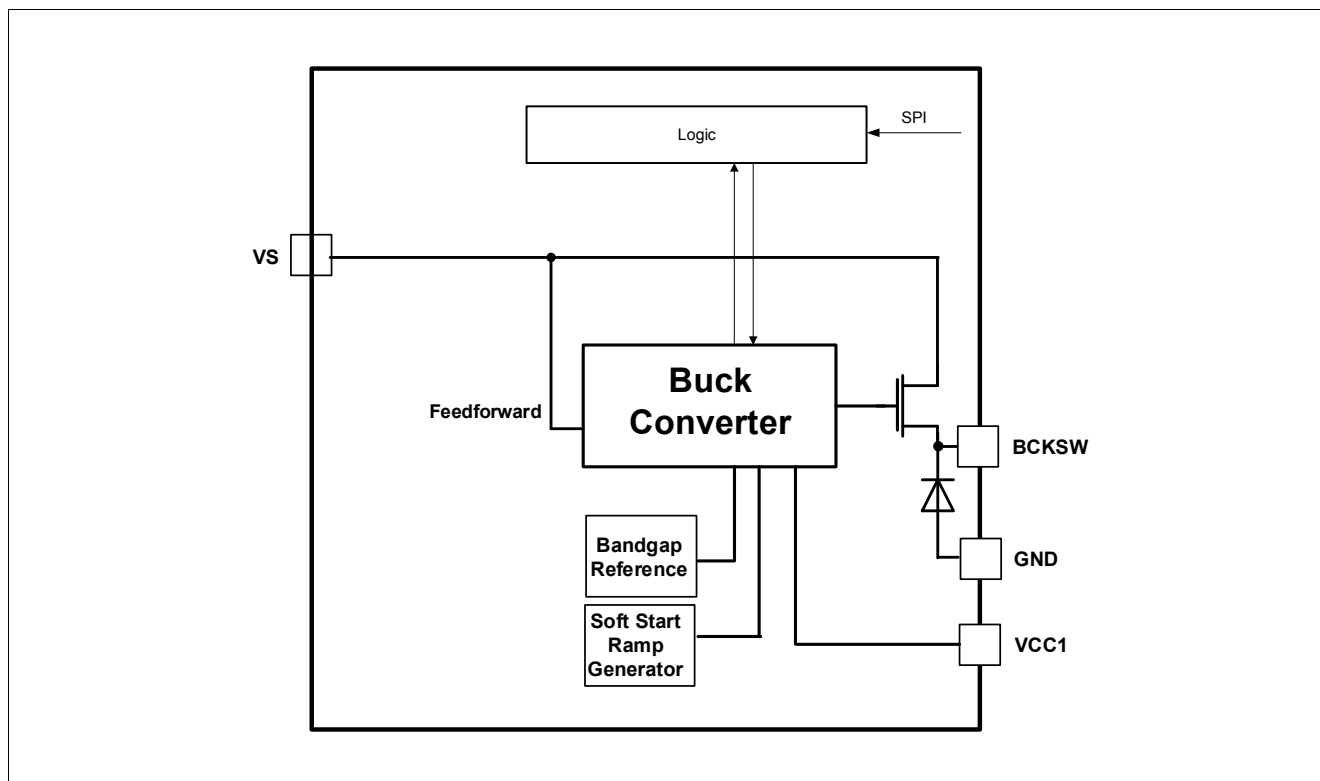 Logic
SPI
VS
Buck
Converter
Feedforward
BCKSW
Bandgap
Reference
GND
Soft Start
Ramp
Generator
VCC1